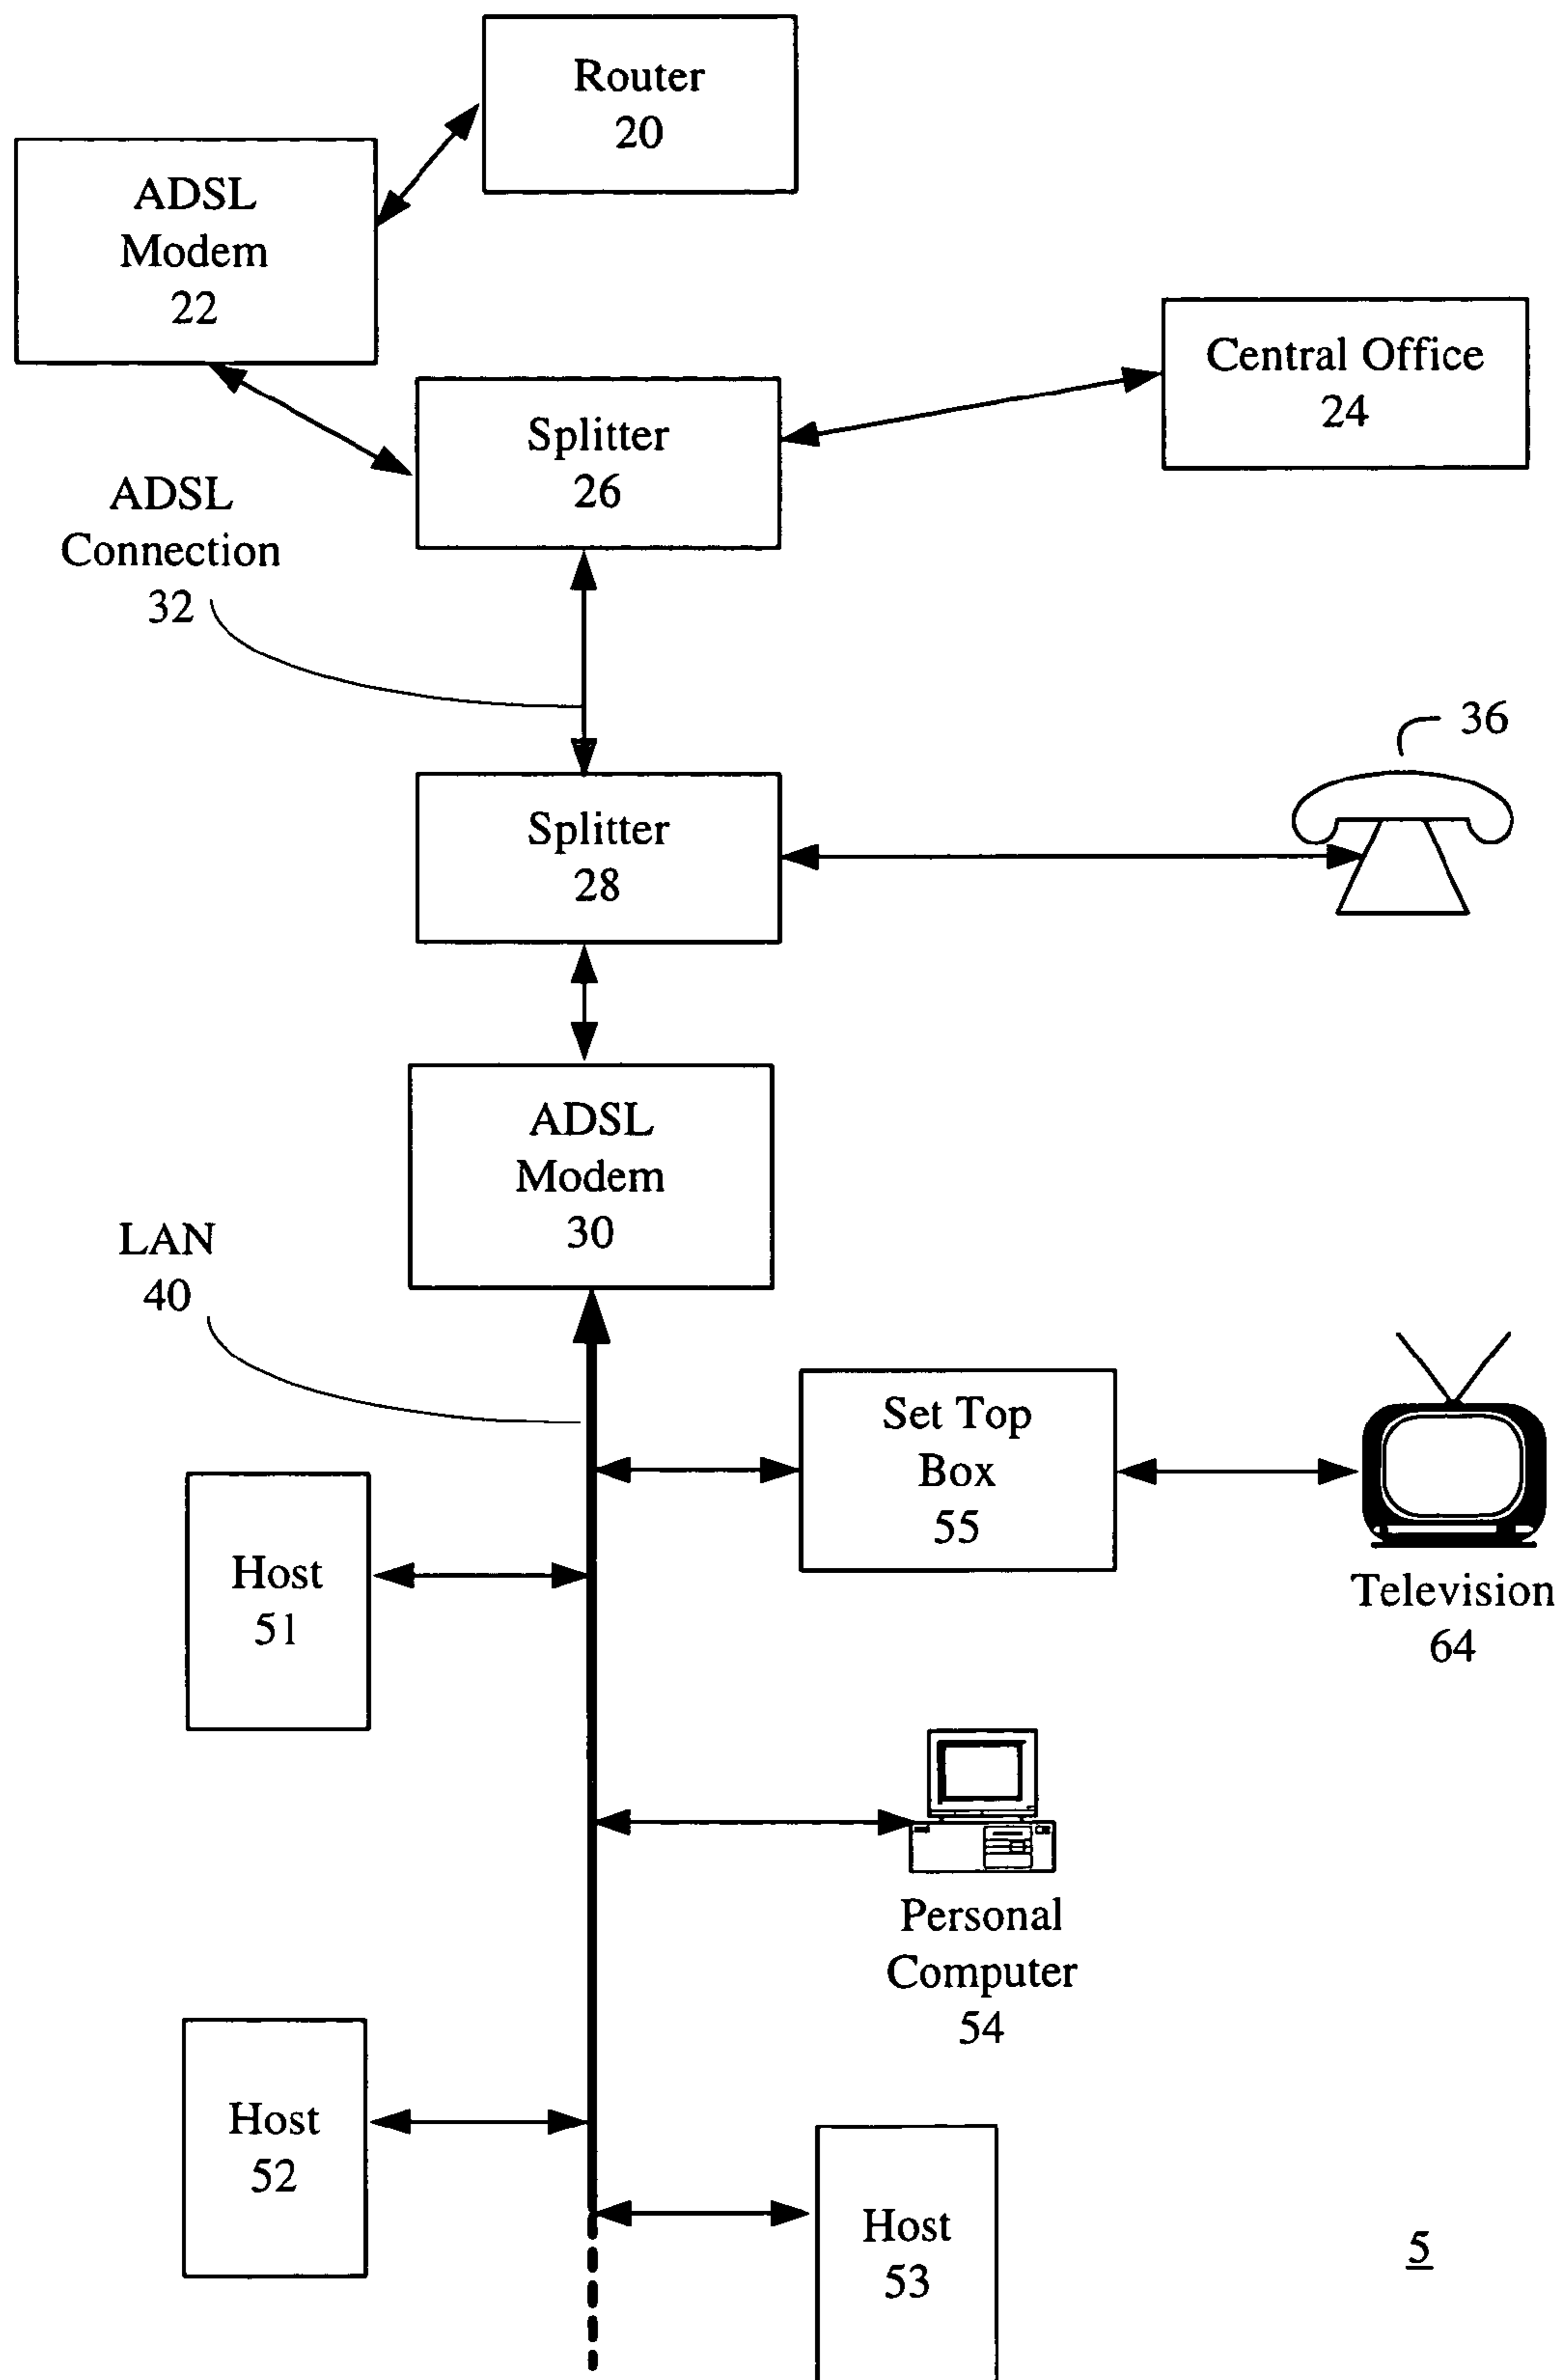 Router
20
ADSL
Modem
22
Central Office
24
Splitter
26
ADSL
Connection
32
36
Splitter
28
ADSL
Modem
30
LAN
40
Set Top
Box
55
Host
51
Television
64
Personal
Computer
54
Host
52
Host
53
5